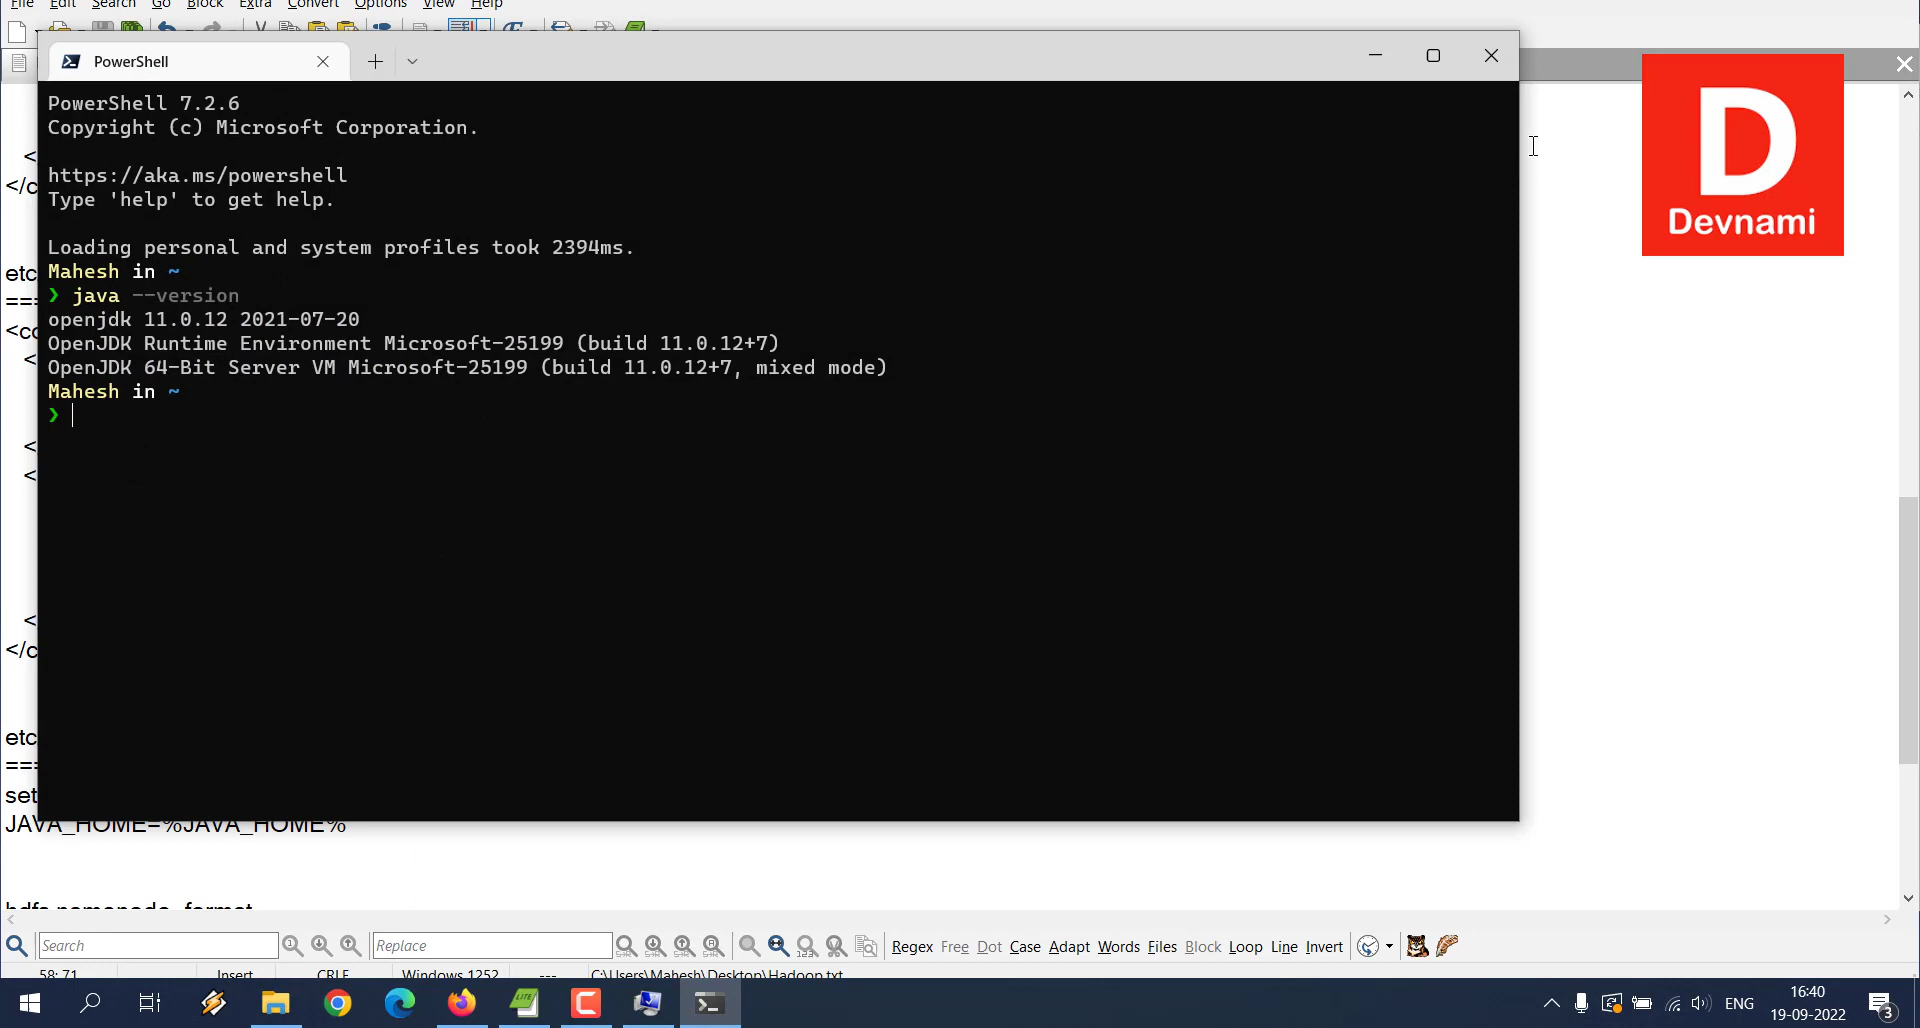 File Edit Search Go Block Extra Convert Options View Help
PowerShell
PowerShell 7.2.6
Copyright (c) Microsoft Corporation.
https://aka.ms/powershell
Type 'help' to get help.
Loading personal and system profiles took 2394ms.
Mahesh in ~
❯ java --version
openjdk 11.0.12 2021-07-20
OpenJDK Runtime Environment Microsoft-25199 (build 11.0.12+7)
OpenJDK 64-Bit Server VM Microsoft-25199 (build 11.0.12+7, mixed mode)
Mahesh in ~
❯
D
Devnami
<
</c
etc
===
<co
<
<
<
<
</c
etc
===
set
JAVA_HOME=%JAVA_HOME%
Search
Replace
Regex Free Dot Case Adapt Words Files Block Loop Line Invert
58: 71 Insert CRLF Windows 1252 --- C:\Users\Mahesh\Desktop\Hadoop.txt
LITE
ENG
16:40
19-09-2022
3